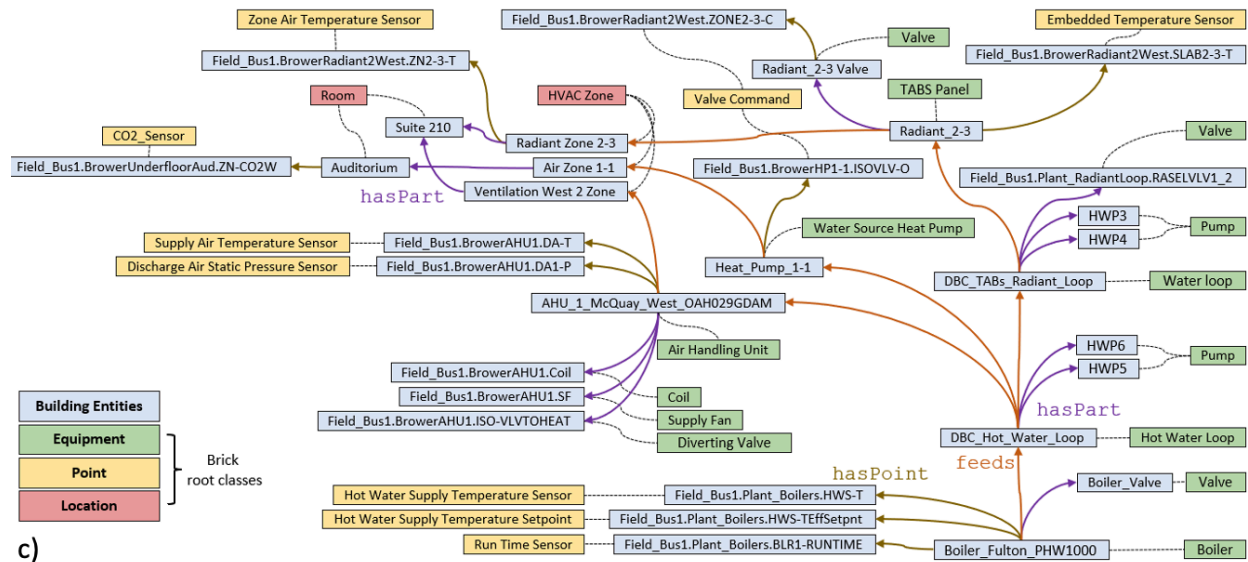 Zone Air Temperature Sensor
Field_Bus1.BrowerRadiant2West.ZONE2-3-C
Embedded Temperature Sensor
Valve
Field_Bus1.BrowerRadiant2West.ZN2-3-T
Field_Bus1.BrowerRadiant2West.SLAB2-3-T
Radiant_2-3 Valve
Room
HVAC Zone
Valve Command
TABS Panel
CO2_Sensor
Suite 210
Radiant Zone 2-3
Radiant_2-3
Valve
Field_Bus1.BrowerUnderfloorAud.ZN-CO2W
Auditorium
Air Zone 1-1
Field_Bus1.BrowerHP1-1.ISOVLV-O
Field_Bus1.Plant_RadiantLoop.RASELVLV1_2
hasPart
Ventilation West 2 Zone
HWP3
Pump
HWP4
Water Source Heat Pump
Supply Air Temperature Sensor
Field_Bus1.BrowerAHU1.DA-T
Discharge Air Static Pressure Sensor
Field_Bus1.BrowerAHU1.DA1-P
Heat_Pump_1-1
DBC_TABs_Radiant_Loop
Water loop
AHU_1_McQuay_West_OAH029GDAM
Air Handling Unit
HWP6
Pump
HWP5
Field_Bus1.BrowerAHU1.Coil
Coil
Field_Bus1.BrowerAHU1.SF
Supply Fan
hasPart
Field_Bus1.BrowerAHU1.ISO-VLVTOHEAT
Diverting Valve
DBC_Hot_Water_Loop
Hot Water Loop
feeds
hasPoint
Boiler_Valve
Valve
Hot Water Supply Temperature Sensor
Field_Bus1.Plant_Boilers.HWS-T
Hot Water Supply Temperature Setpoint
Field_Bus1.Plant_Boilers.HWS-TEffSetpnt
Run Time Sensor
Field_Bus1.Plant_Boilers.BLR1-RUNTIME
Boiler_Fulton_PHW1000
Boiler
Building Entities
Equipment
Point
Location
Brick
root classes
c)